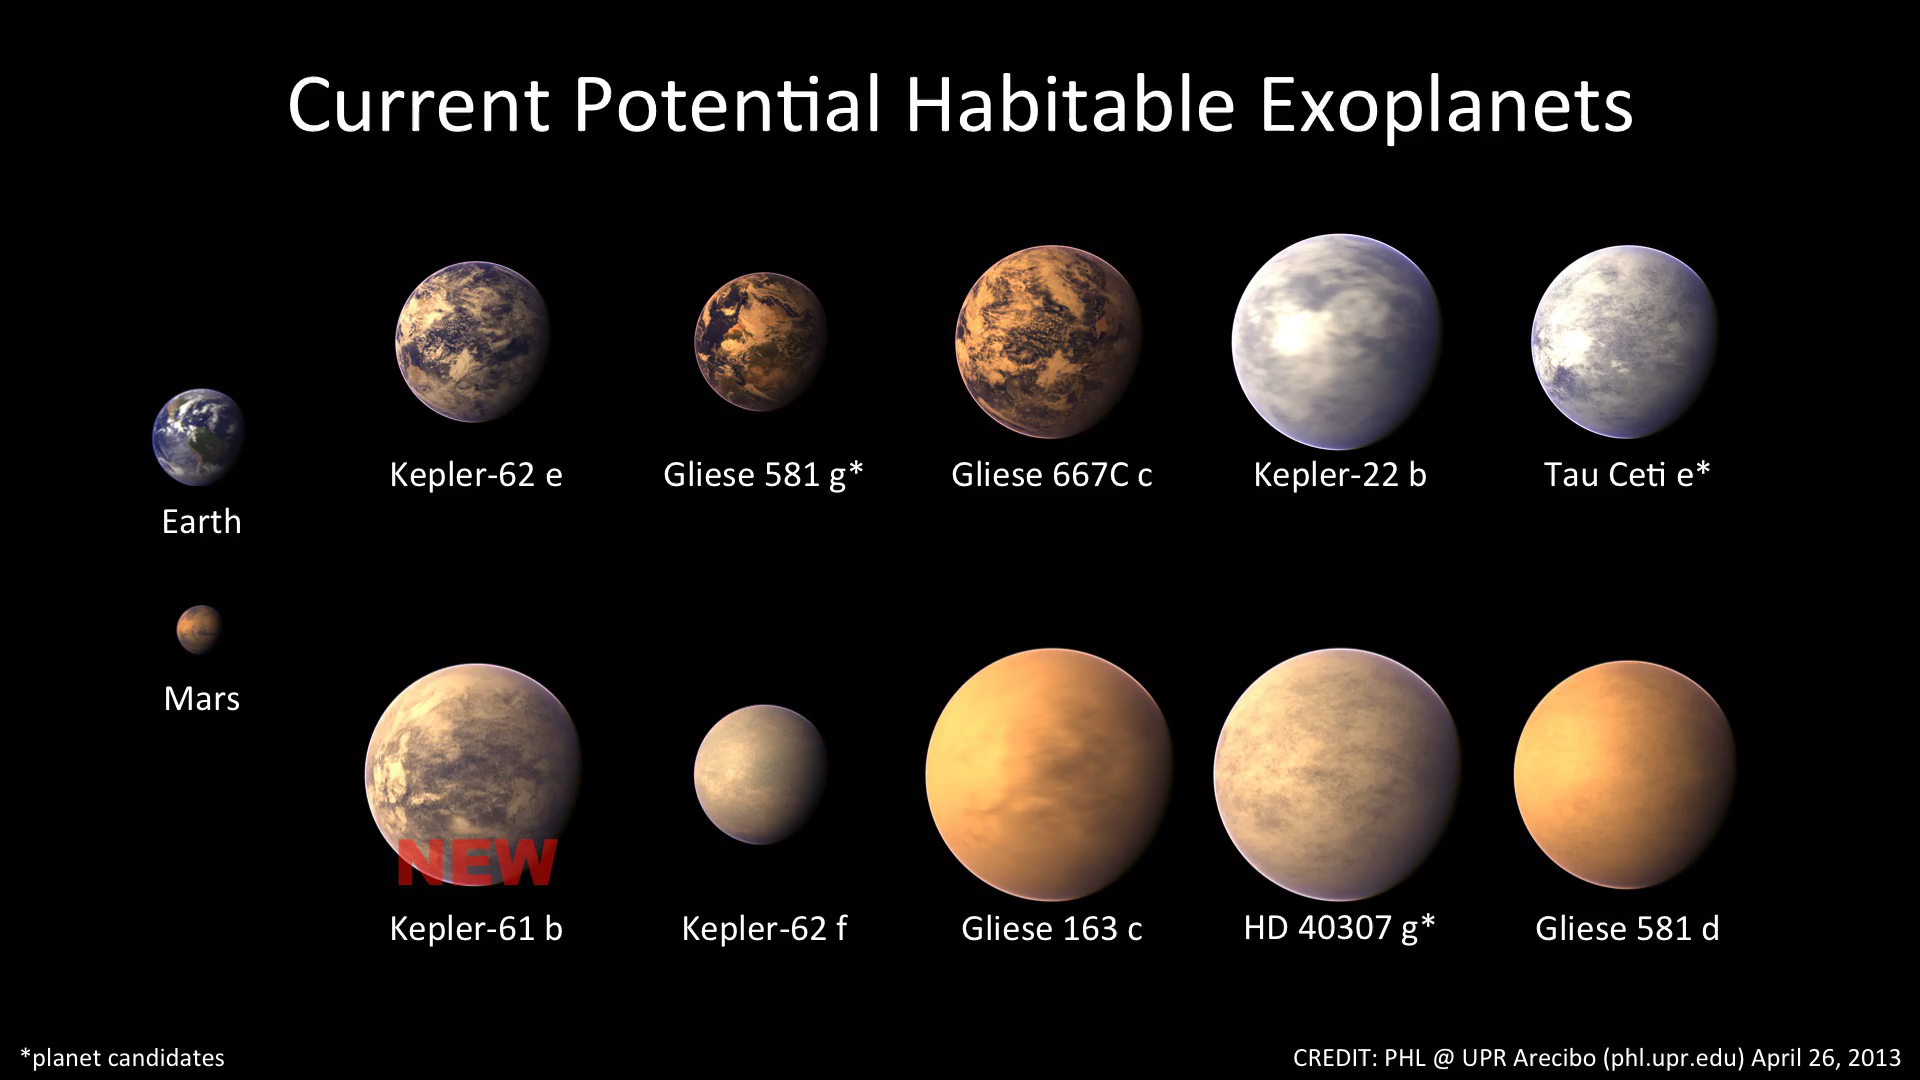 Current Potential Habitable Exoplanets
Earth
Mars
Kepler-62 e
Gliese 581 g*
Gliese 667C c
Kepler-22 b
Tau Ceti e*
NEW
Kepler-61 b
Kepler-62 f
Gliese 163 c
HD 40307 g*
Gliese 581 d
*planet candidates
CREDIT: PHL @ UPR Arecibo (phl.upr.edu) April 26, 2013